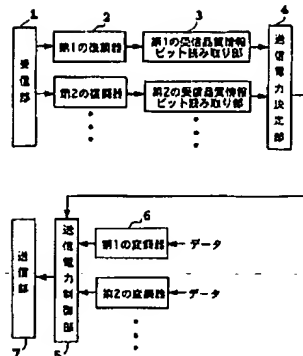 1
2
3
4
受信部
第1の復調器
第1の受信品質情報
ビット読み取り部
送信電力決定部
第2の復調器
第2の受信品質情報
ビット読み取り部
6
送信部
送信電力制御部
第1の変調器
データ
第2の変調器
データ
7
5